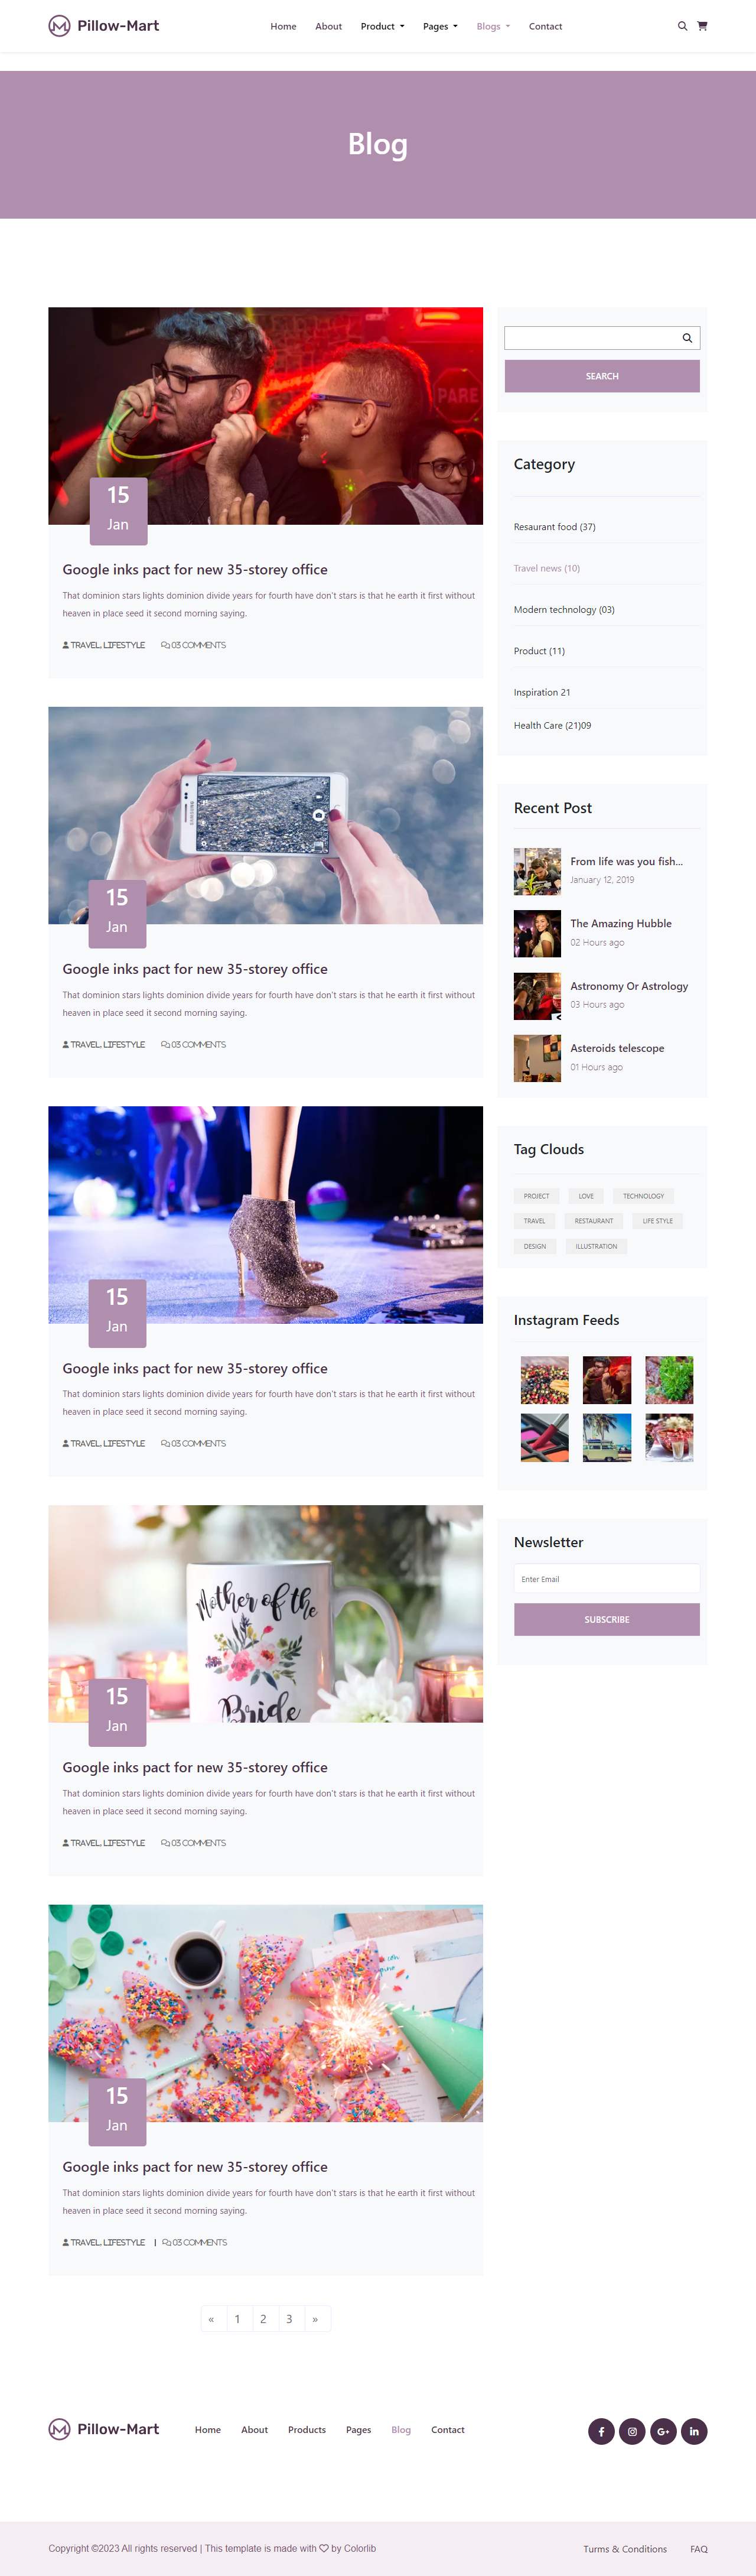 Pillow-Mart
Home About Product Pages Blogs Contact
Blog
PARE
15
Jan
Google inks pact for new 35-storey office
That dominion stars lights dominion divide years for fourth have don't stars is that he earth it first without
heaven in place seed it second morning saying.
TRAVEL, LIFESTYLE 03 COMMENTS
15
Jan
Google inks pact for new 35-storey office
That dominion stars lights dominion divide years for fourth have don't stars is that he earth it first without
heaven in place seed it second morning saying.
TRAVEL, LIFESTYLE 03 COMMENTS
15
Jan
Google inks pact for new 35-storey office
That dominion stars lights dominion divide years for fourth have don't stars is that he earth it first without
heaven in place seed it second morning saying.
TRAVEL, LIFESTYLE 03 COMMENTS
Mother of the
Bride
15
Jan
Google inks pact for new 35-storey office
That dominion stars lights dominion divide years for fourth have don't stars is that he earth it first without
heaven in place seed it second morning saying.
TRAVEL, LIFESTYLE 03 COMMENTS
15
Jan
Google inks pact for new 35-storey office
That dominion stars lights dominion divide years for fourth have don't stars is that he earth it first without
heaven in place seed it second morning saying.
TRAVEL, LIFESTYLE | 03 COMMENTS
« 1 2 3 »
SEARCH
Category
Resaurant food (37)
Travel news (10)
Modern technology (03)
Product (11)
Inspiration 21
Health Care (21)09
Recent Post
From life was you fish...
January 12, 2019
The Amazing Hubble
02 Hours ago
Astronomy Or Astrology
03 Hours ago
Asteroids telescope
01 Hours ago
Tag Clouds
PROJECT LOVE TECHNOLOGY
TRAVEL RESTAURANT LIFE STYLE
DESIGN ILLUSTRATION
Instagram Feeds
Newsletter
Enter Email
SUBSCRIBE
Pillow-Mart
Home About Products Pages Blog Contact
Copyright ©2023 All rights reserved | This template is made with ♡ by Colorlib
Turms & Conditions FAQ